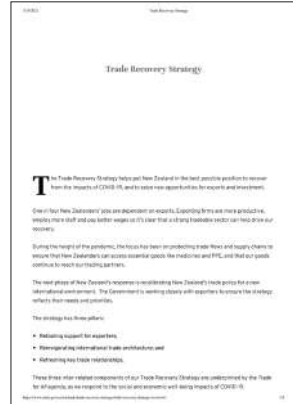 Trade Recovery Strategy
Trade Recovery Strategy
The Trade Recovery Strategy helps put New Zealand in the best possible position to recover
from the impacts of COVID-19, and to seize new opportunities for exports and investment.
One in four New Zealanders' jobs are dependent on exports. Exporting firms are more productive,
employ more staff and pay better wages so it's clear that a strong tradeable sector can help drive our
recovery.
During the height of the pandemic, the focus has been on protecting trade flows and supply chains to
ensure that New Zealanders can access essential goods like medicines and PPE, and that our goods
continue to reach our trading partners.
The next phase of New Zealand's response is recalibrating New Zealand's trade policy for a new
international environment. The Government is working closely with exporters to ensure the strategy
reflects their needs and priorities.
The strategy has three pillars:
• Retooling support for exporters;
• Reinvigorating international trade architecture; and
• Refreshing key trade relationships.
These three inter-related components of our Trade Recovery Strategy are underpinned by the Trade
for All agenda, as we respond to the social and economic well-being impacts of COVID-19.